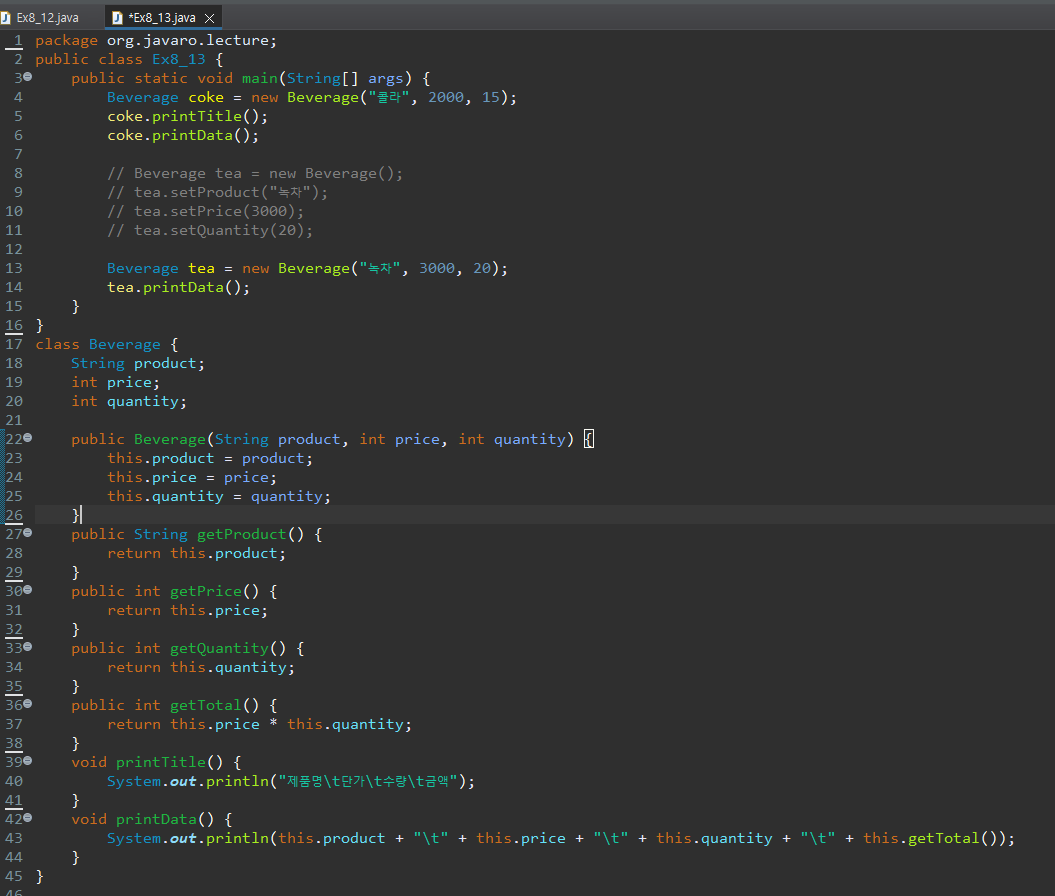 Ex8_12.java *Ex8_13.java
1 package org.javaro.lecture;
2 public class Ex8_13 {
3 public static void main(String[] args) {
4 Beverage coke = new Beverage("콜라", 2000, 15);
5 coke.printTitle();
6 coke.printData();
7
8 // Beverage tea = new Beverage();
9 // tea.setProduct("녹차");
10 // tea.setPrice(3000);
11 // tea.setQuantity(20);
12
13 Beverage tea = new Beverage("녹차", 3000, 20);
14 tea.printData();
15 }
16 }
17 class Beverage {
18 String product;
19 int price;
20 int quantity;
21
22 public Beverage(String product, int price, int quantity) {
23 this.product = product;
24 this.price = price;
25 this.quantity = quantity;
26 }
27 public String getProduct() {
28 return this.product;
29 }
30 public int getPrice() {
31 return this.price;
32 }
33 public int getQuantity() {
34 return this.quantity;
35 }
36 public int getTotal() {
37 return this.price * this.quantity;
38 }
39 void printTitle() {
40 System.out.println("제품명\t단가\t수량\t금액");
41 }
42 void printData() {
43 System.out.println(this.product + "\t" + this.price + "\t" + this.quantity + "\t" + this.getTotal());
44 }
45 }
46